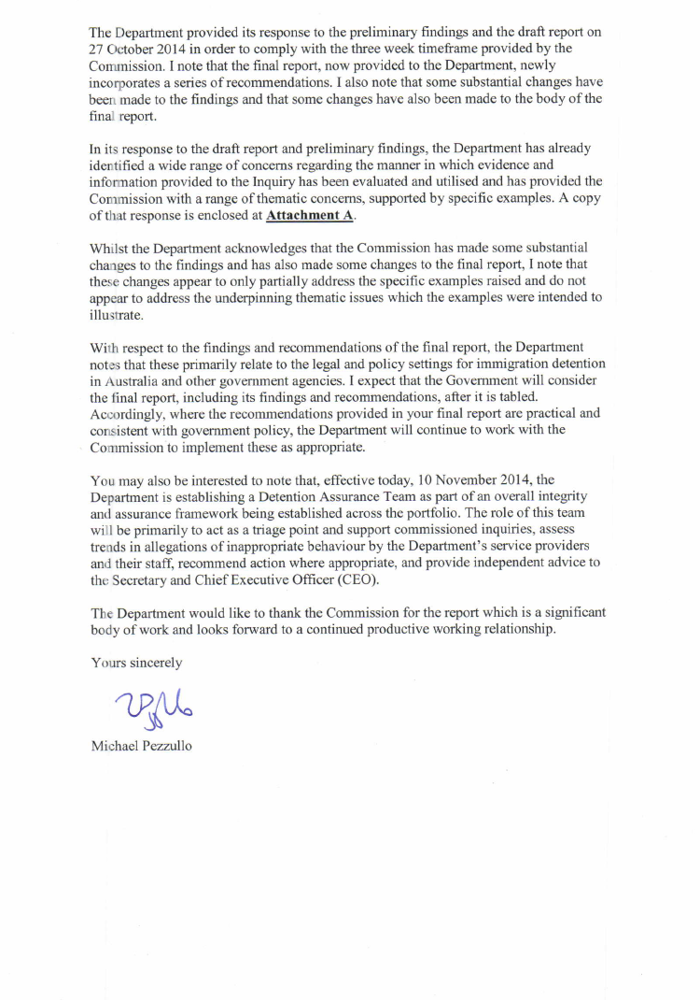 The Department provided its response to the preliminary findings and the draft report on
27 October 2014 in order to comply with the three week timeframe provided by the
Commission. I note that the final report, now provided to the Department, newly
incorporates a series of recommendations. I also note that some substantial changes have
been made to the findings and that some changes have also been made to the body of the
final report.
In its response to the draft report and preliminary findings, the Department has already
identified a wide range of concerns regarding the manner in which evidence and
information provided to the Inquiry has been evaluated and utilised and has provided the
Commission with a range of thematic concerns, supported by specific examples. A copy
of that response is enclosed at Attachment A.
Whilst the Department acknowledges that the Commission has made some substantial
changes to the findings and has also made some changes to the final report, I note that
these changes appear to only partially address the specific examples raised and do not
appear to address the underpinning thematic issues which the examples were intended to
illustrate.
With respect to the findings and recommendations of the final report, the Department
notes that these primarily relate to the legal and policy settings for immigration detention
in Australia and other government agencies. I expect that the Government will consider
the final report, including its findings and recommendations, after it is tabled.
Accordingly, where the recommendations provided in your final report are practical and
consistent with government policy, the Department will continue to work with the
Commission to implement these as appropriate.
You may also be interested to note that, effective today, 10 November 2014, the
Department is establishing a Detention Assurance Team as part of an overall integrity
and assurance framework being established across the portfolio. The role of this team
will be primarily to act as a triage point and support commissioned inquiries, assess
trends in allegations of inappropriate behaviour by the Department's service providers
and their staff, recommend action where appropriate, and provide independent advice to
the Secretary and Chief Executive Officer (CEO).
The Department would like to thank the Commission for the report which is a significant
body of work and looks forward to a continued productive working relationship.
Yours sincerely
Michael Pezzullo